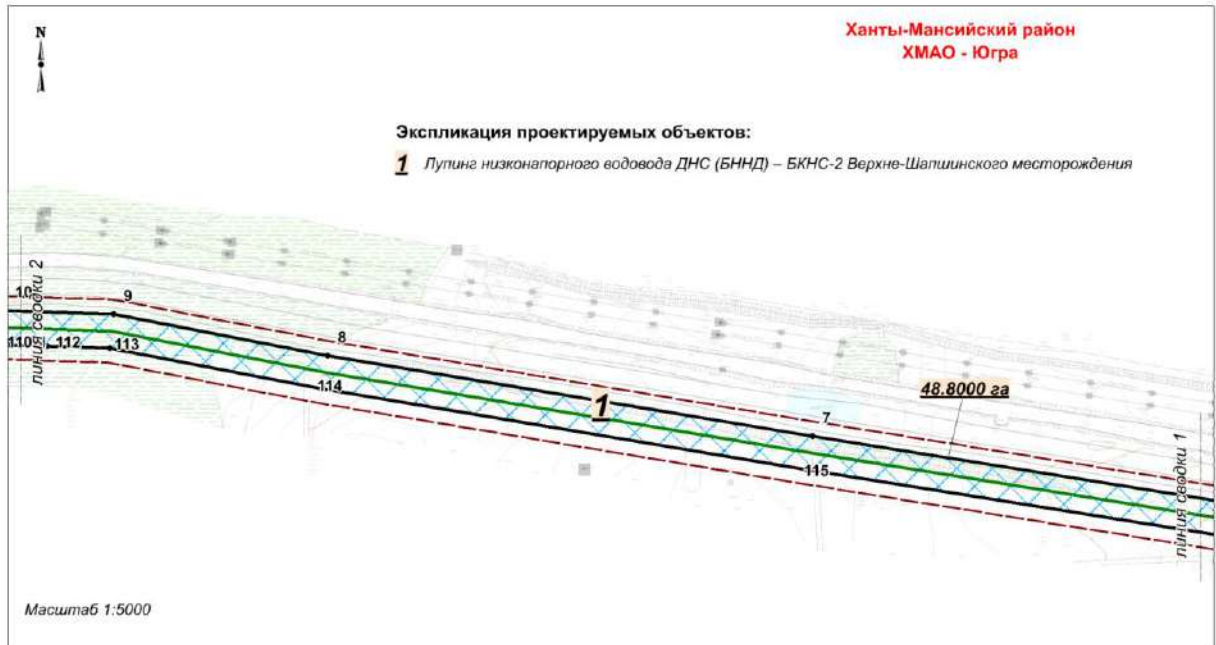 N
Ханты-Мансийский район
ХМАО - Югра
Экспликация проектируемых объектов:
1 Лупинг низконапорного водовода ДНС (БННД) – БКНС-2 Верхне-Шапшинского месторождения
линия сводки 2
10
9
8
110
112
113
114
1
7
48.8000 га
115
линия сводки 1
Масштаб 1:5000